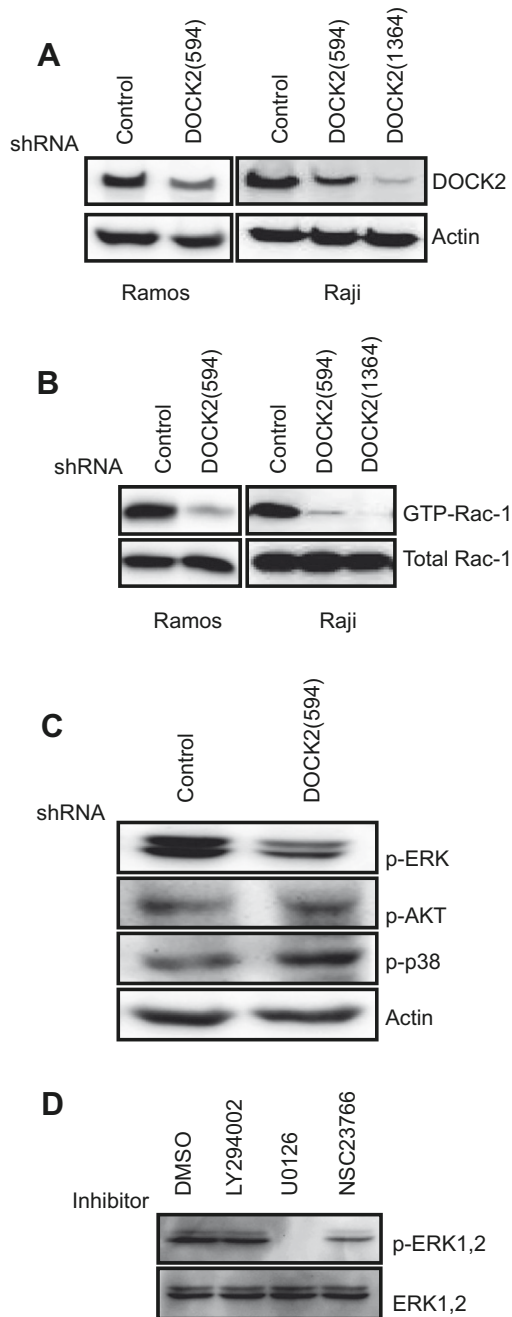 A
shRNA
Control
DOCK2(594)
Control
DOCK2(594)
DOCK2(1364)
DOCK2
Actin
Ramos
Raji
B
shRNA
Control
DOCK2(594)
Control
DOCK2(594)
DOCK2(1364)
GTP-Rac-1
Total Rac-1
Ramos
Raji
C
shRNA
Control
DOCK2(594)
p-ERK
p-AKT
p-p38
Actin
D
Inhibitor
DMSO
LY294002
U0126
NSC23766
p-ERK1,2
ERK1,2